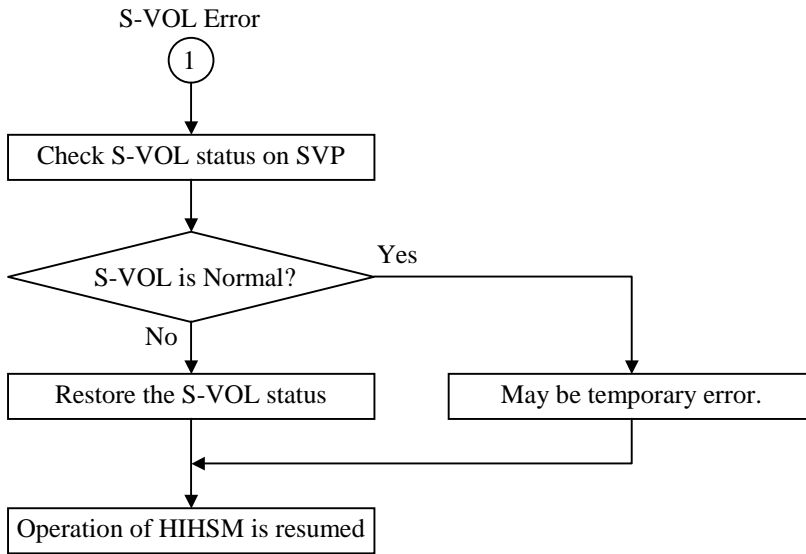 S-VOL Error
1
Check S-VOL status on SVP
S-VOL is Normal?
Yes
No
Restore the S-VOL status
May be temporary error.
Operation of HIHSM is resumed